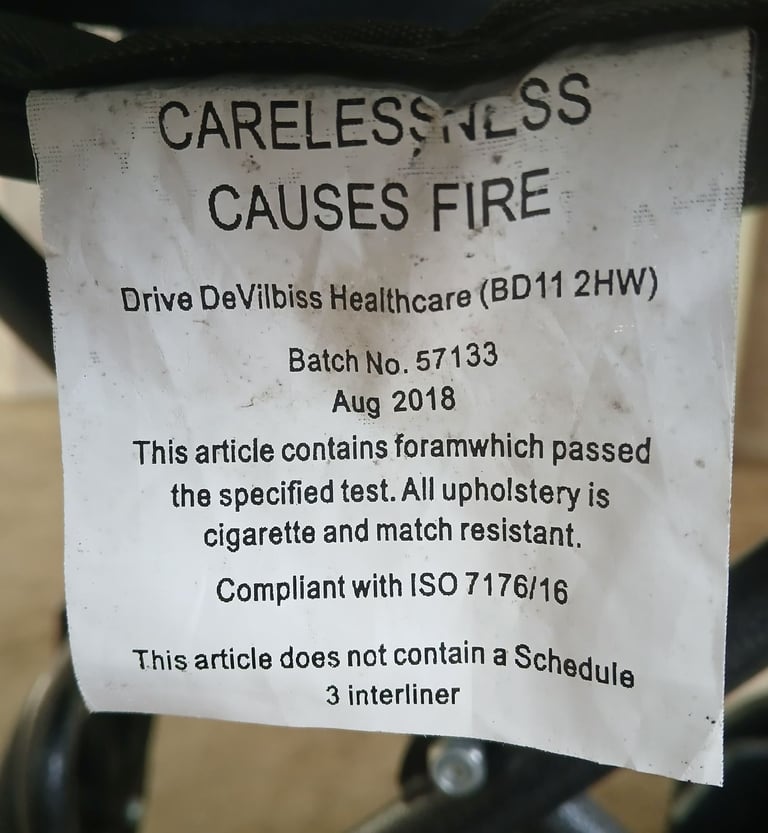 CARELESSNESS
CAUSES FIRE
Drive DeVilbiss Healthcare (BD11 2HW)
Batch No. 57133
Aug 2018
This article contains foramwhich passed
the specified test. All upholstery is
cigarette and match resistant.
Compliant with ISO 7176/16
This article does not contain a Schedule
3 interliner